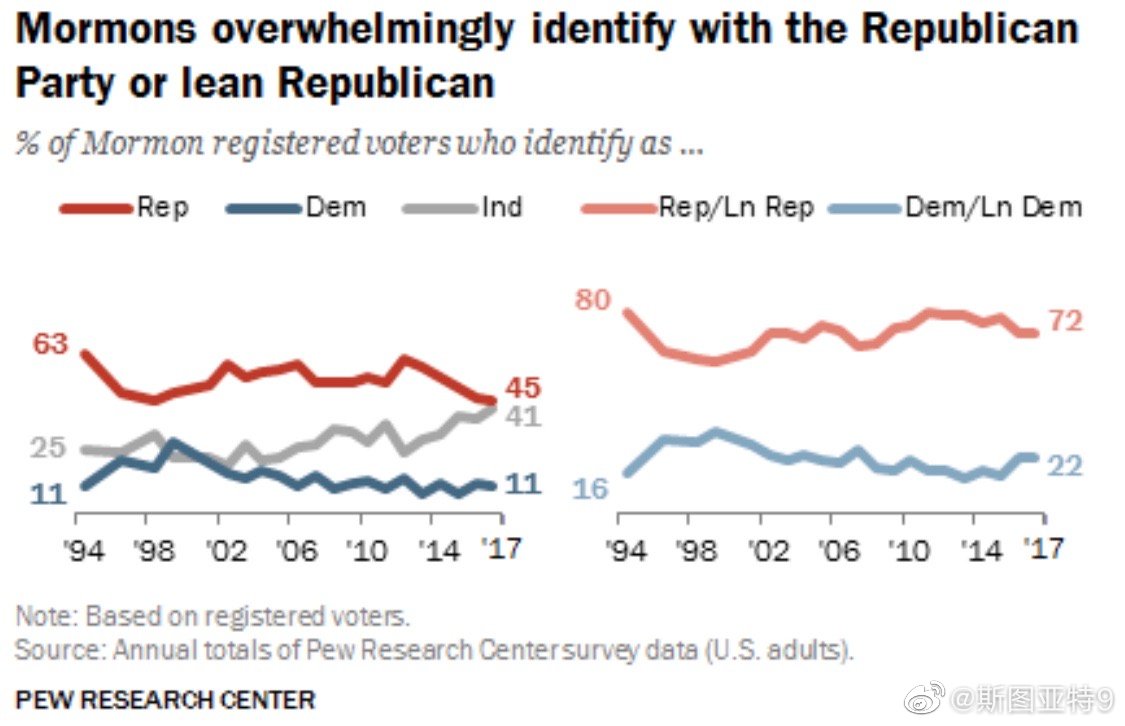 Mormons overwhelmingly identify with the Republican
Party or lean Republican
% of Mormon registered voters who identify as ...
Rep Dem Ind Rep/Ln Rep Dem/Ln Dem
63
25
11
45
41
11
'94 '98 '02 '06 '10 '14 '17
80
16
72
22
'94 '98 '02 '06 '10 '14 '17
Note: Based on registered voters.
Source: Annual totals of Pew Research Center survey data (U.S. adults).
PEW RESEARCH CENTER
@斯图亚特9